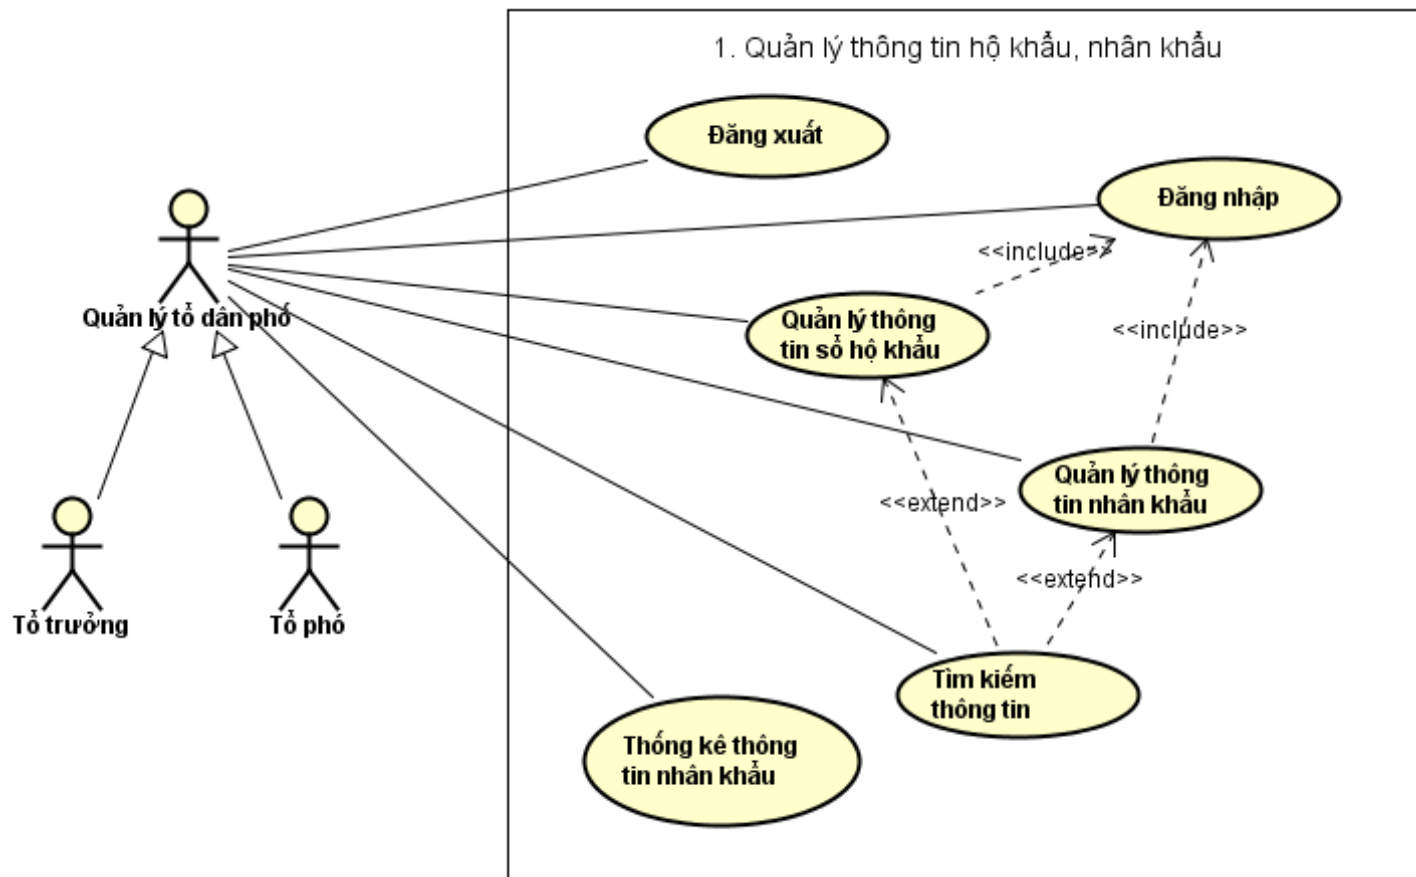 1. Quản lý thông tin hộ khẩu, nhân khẩu
Đăng xuất
Đăng nhập
<<include>>
Quản lý tổ dân phố
Quản lý thông
tin sổ hộ khẩu
<<include>>
Quản lý thông
tin nhân khẩu
<<extend>>
<<extend>>
Tổ trưởng
Tổ phó
Tìm kiếm
thông tin
Thống kê thông
tin nhân khẩu